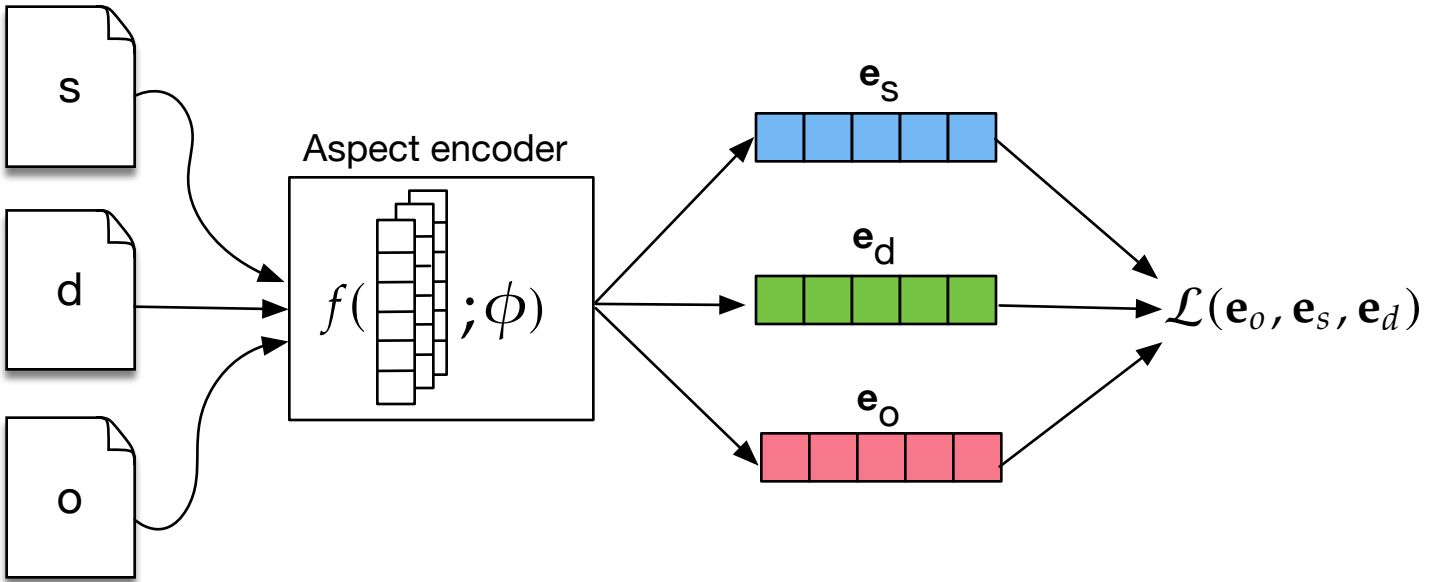 s
d
o
Aspect encoder
f( ;ϕ)
e_s
e_d
e_o
ℒ(e_o, e_s, e_d)